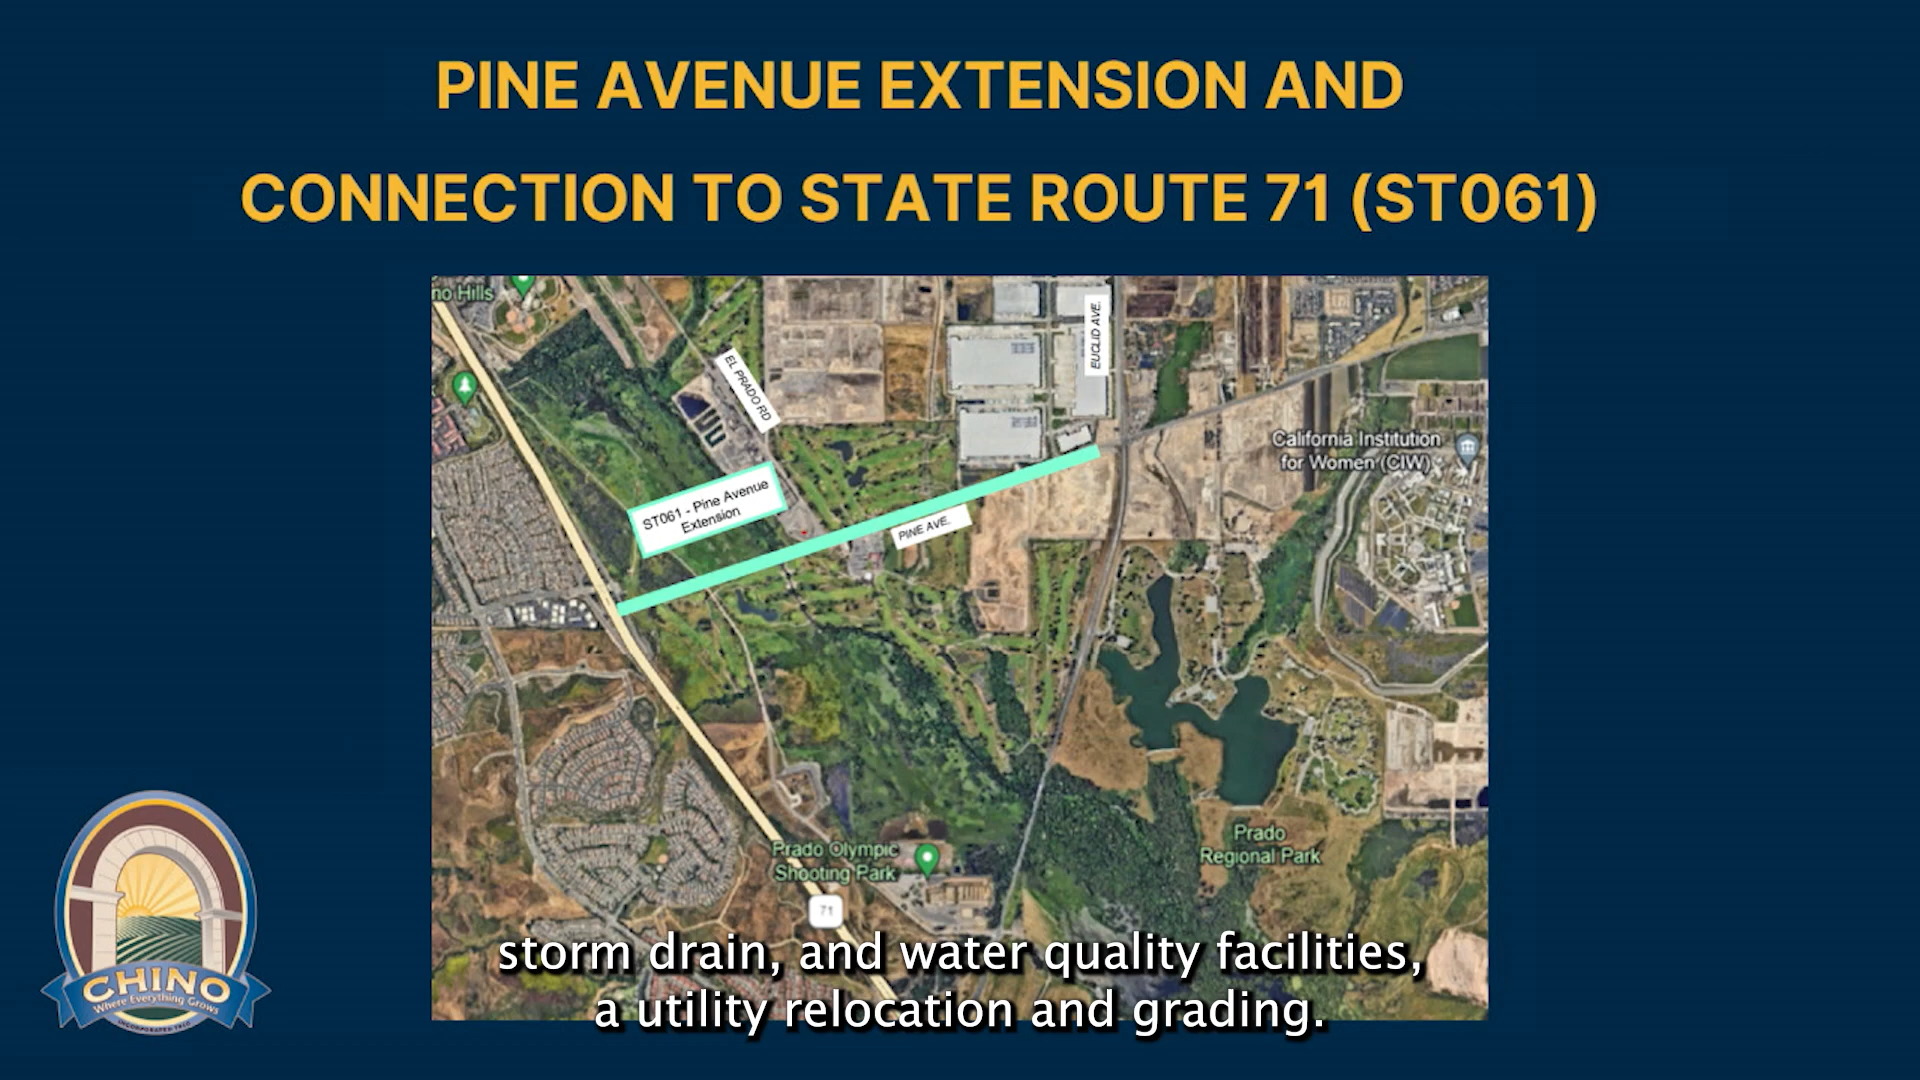 PINE AVENUE EXTENSION AND
CONNECTION TO STATE ROUTE 71 (ST061)
no Hills
EUCLID AVE.
EL PRADO RD
California Institution
for Women (CIW)
ST061 - Pine Avenue
Extension
PINE AVE.
Prado
Regional Park
Prado Olympic
Shooting Park
71
CHINO
Where Everything Grows
INCORPORATED 1910
storm drain, and water quality facilities,
a utility relocation and grading.